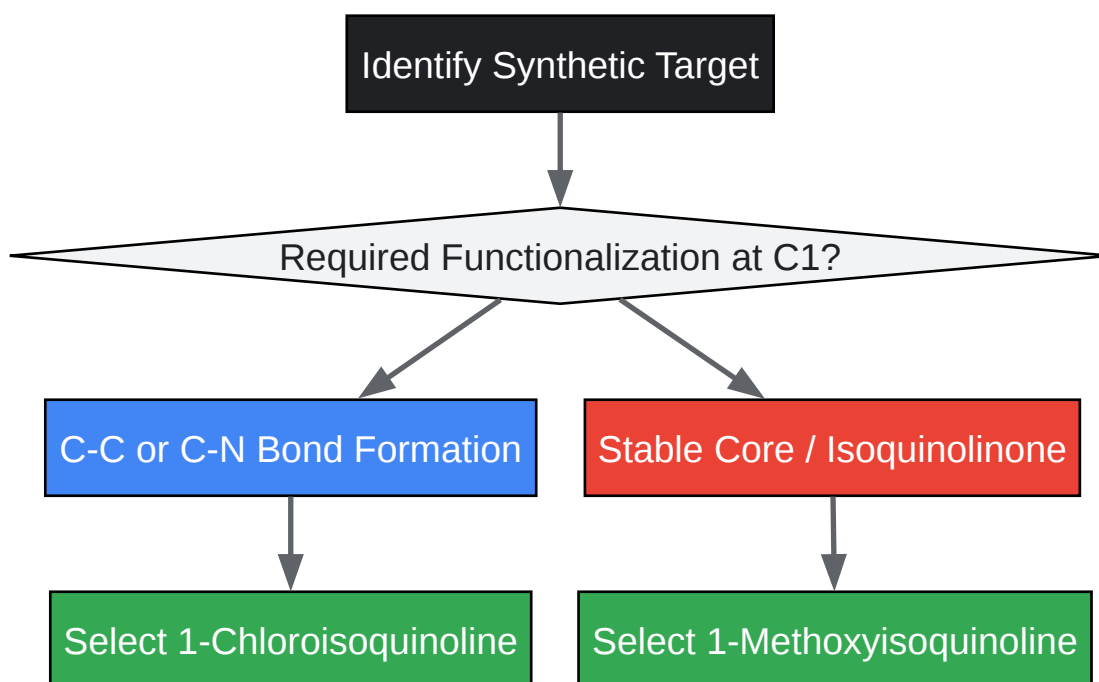 Identify Synthetic Target
Required Functionalization at C1?
C-C or C-N Bond Formation
Stable Core / Isoquinolinone
Select 1-Chloroisoquinoline
Select 1-Methoxyisoquinoline